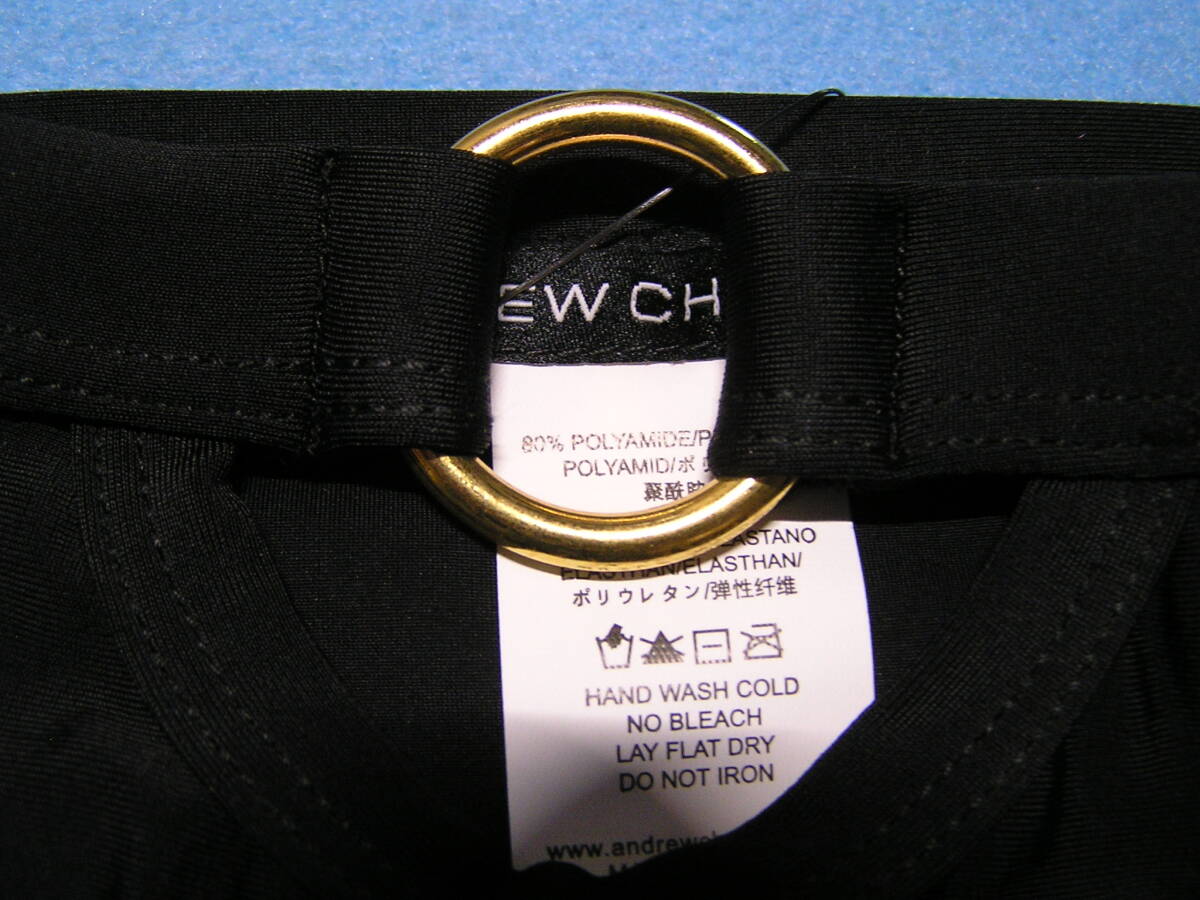 EW CH
80% POLYAMIDE/P
POLYAMID/ポ
聚酰胺
ASTANO
ELASTHAN/ELASTHAN/
ポリウレタン/弹性纤维
HAND WASH COLD
NO BLEACH
LAY FLAT DRY
DO NOT IRON
www.andrewch